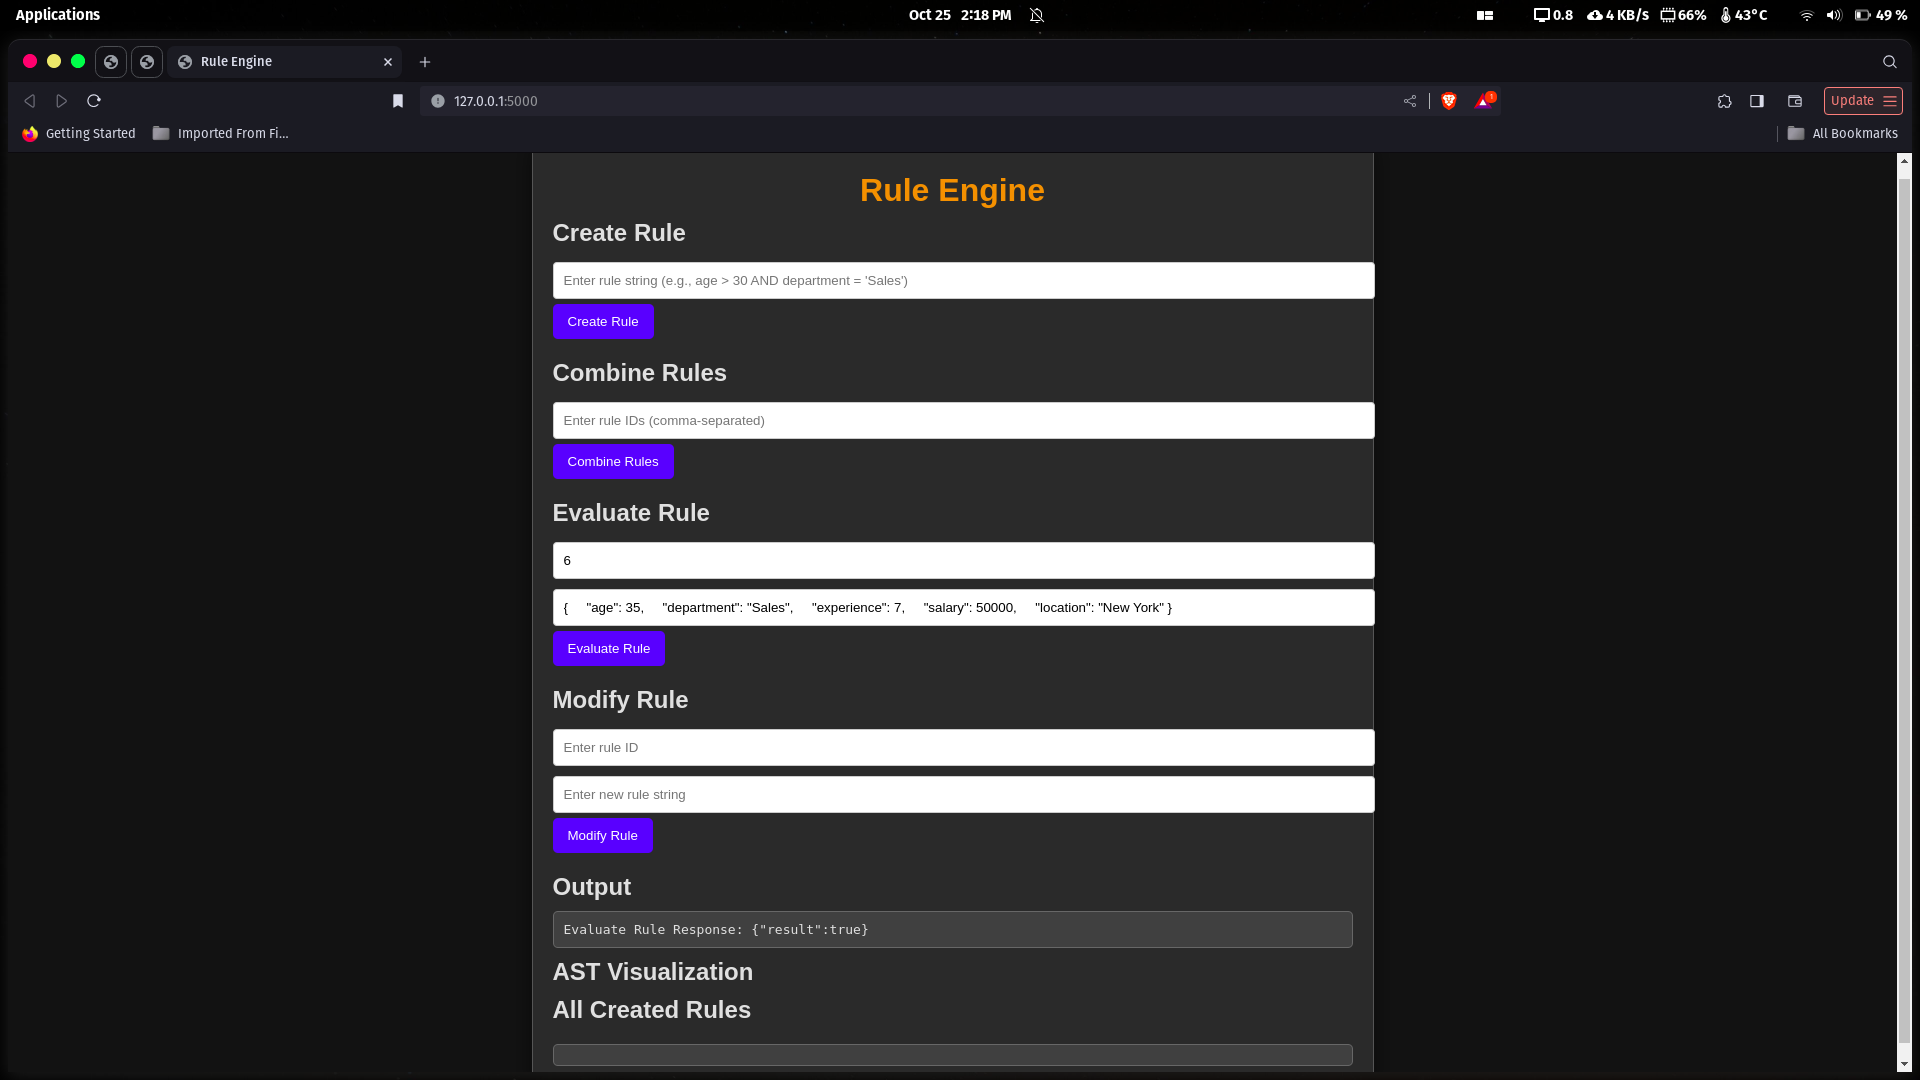 Applications
Oct 25 2:18 PM
0.8 4 KB/s 66% 43°C 49 %
Rule Engine
127.0.0.1:5000
1
Update
Getting Started Imported From Fi... All Bookmarks
Rule Engine
Create Rule
Enter rule string (e.g., age > 30 AND department = 'Sales')
Create Rule
Combine Rules
Enter rule IDs (comma-separated)
Combine Rules
Evaluate Rule
6
{ "age": 35, "department": "Sales", "experience": 7, "salary": 50000, "location": "New York" }
Evaluate Rule
Modify Rule
Enter rule ID
Enter new rule string
Modify Rule
Output
Evaluate Rule Response: {"result":true}
AST Visualization
All Created Rules